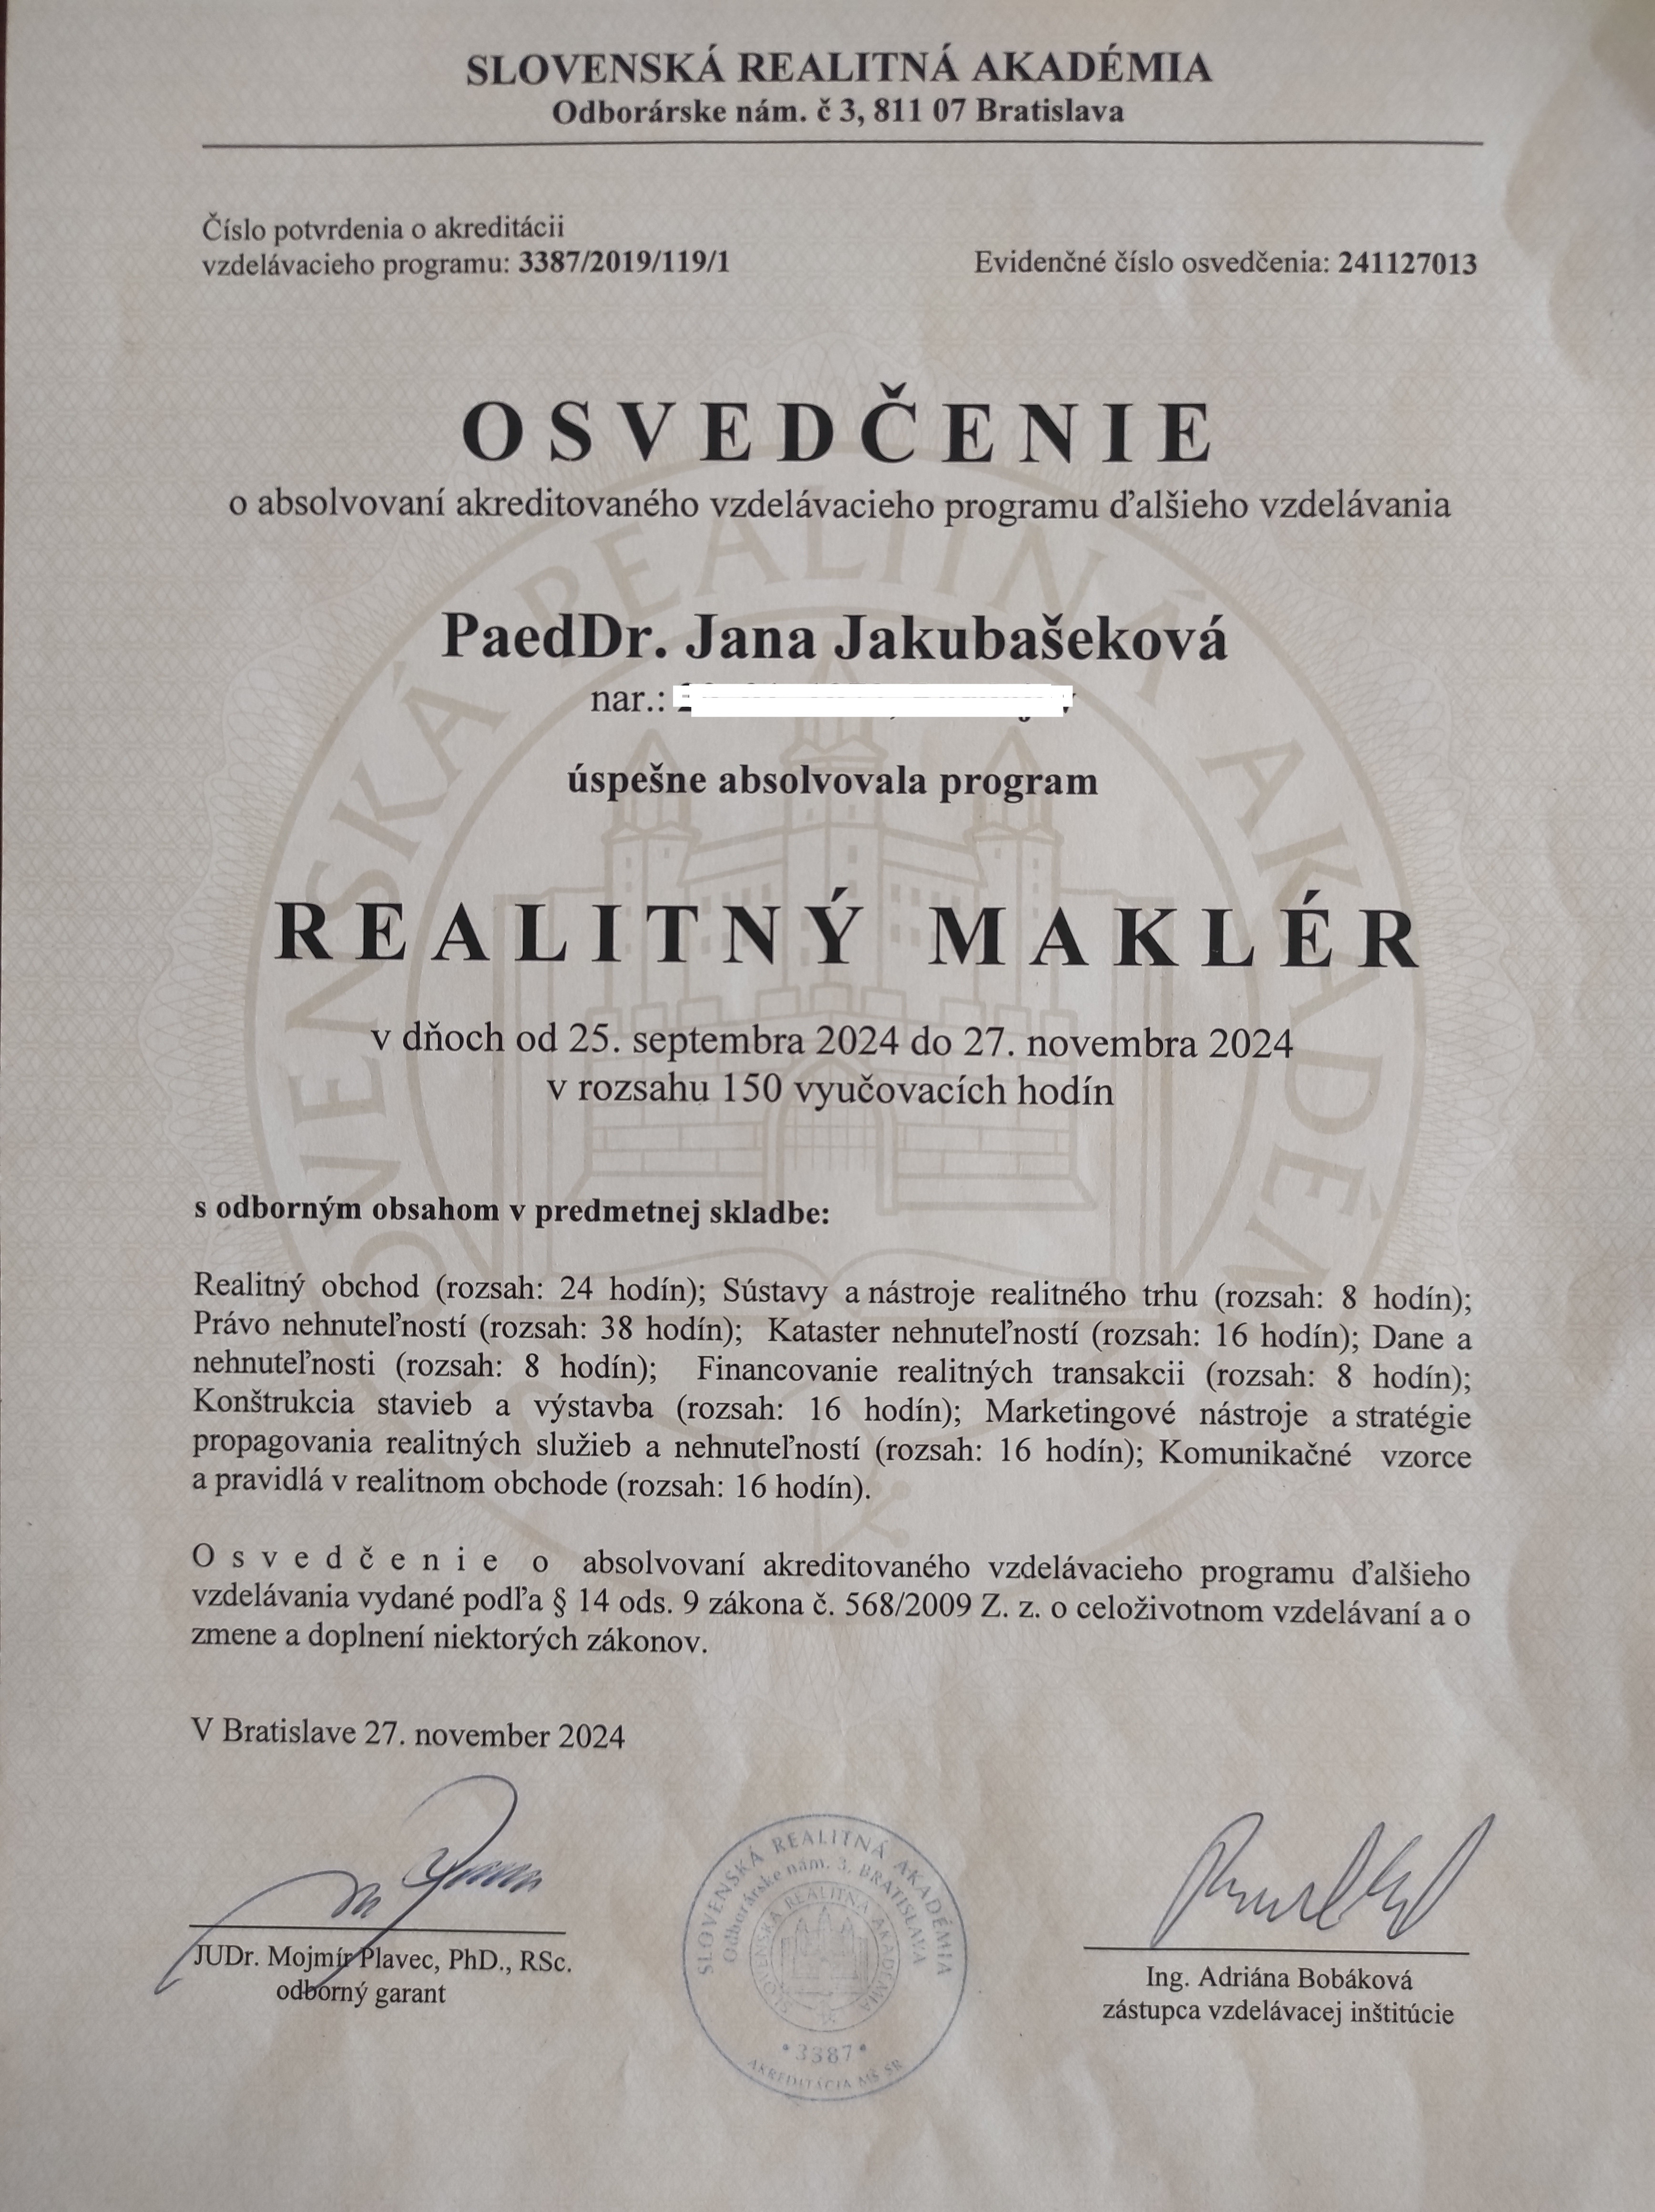 SLOVENSKÁ REALITNÁ AKADÉMIA
Odborárske nám. č 3, 811 07 Bratislava
Číslo potvrdenia o akreditácii
vzdelávacieho programu: 3387/2019/119/1
Evidenčné číslo osvedčenia: 241127013
OSVEDČENIE
o absolvovaní akreditovaného vzdelávacieho programu ďalšieho vzdelávania
PaedDr. Jana Jakubašeková
nar.:
úspešne absolvovala program
REALITNÝ MAKLÉR
v dňoch od 25. septembra 2024 do 27. novembra 2024
v rozsahu 150 vyučovacích hodín
s odborným obsahom v predmetnej skladbe:
Realitný obchod (rozsah: 24 hodín); Sústavy a nástroje realitného trhu (rozsah: 8 hodín);
Právo nehnuteľností (rozsah: 38 hodín); Kataster nehnuteľností (rozsah: 16 hodín); Dane a
nehnuteľnosti (rozsah: 8 hodín); Financovanie realitných transakcii (rozsah: 8 hodín);
Konštrukcia stavieb a výstavba (rozsah: 16 hodín); Marketingové nástroje a stratégie
propagovania realitných služieb a nehnuteľností (rozsah: 16 hodín); Komunikačné vzorce
a pravidlá v realitnom obchode (rozsah: 16 hodín).
Osvedčenie o absolvovaní akreditovaného vzdelávacieho programu ďalšieho
vzdelávania vydané podľa § 14 ods. 9 zákona č. 568/2009 Z. z. o celoživotnom vzdelávaní a o
zmene a doplnení niektorých zákonov.
V Bratislave 27. november 2024
JUDr. Mojmír Plavec, PhD., RSc.
odborný garant
SLOVENSKÁ REALITNÁ AKADÉMIA
Odborárske nám. 3. BRATISLAVA
SLOVENSKÁ REALITNÁ AKADÉMIA
*3387*
AKREDITÁCIA MŠ SR
Ing. Adriána Bobáková
zástupca vzdelávacej inštitúcie